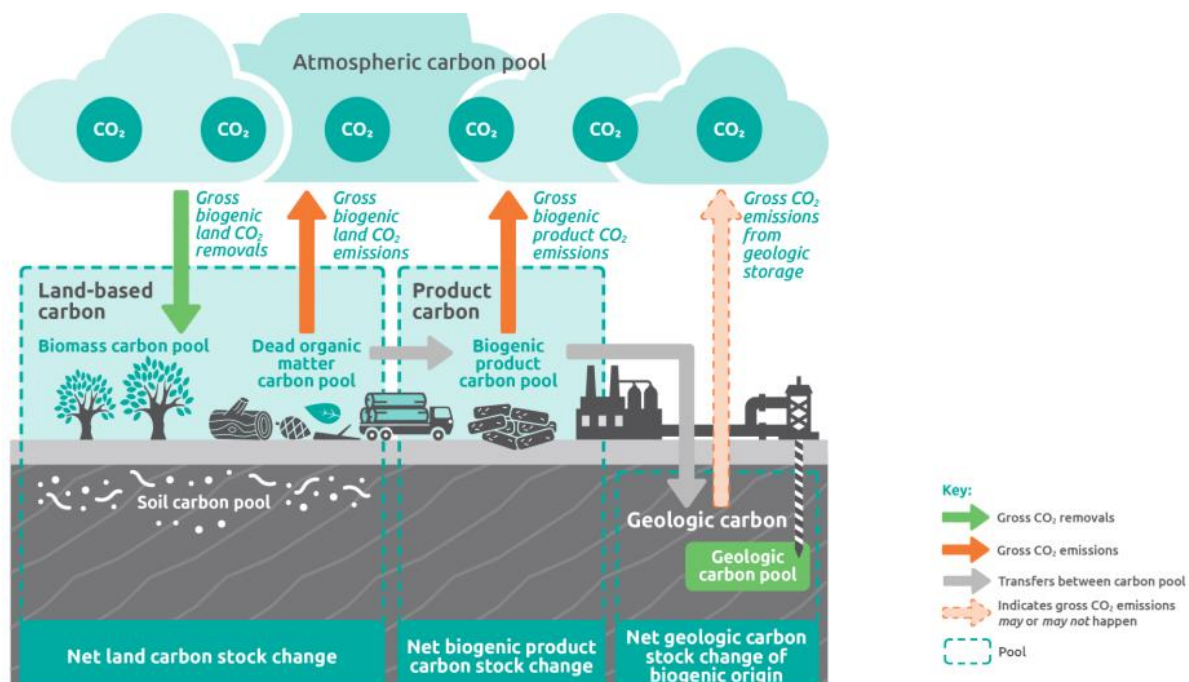 Atmospheric carbon pool
CO₂
CO₂
CO₂
CO₂
CO₂
CO₂
Gross
biogenic
land CO₂
removals
Gross
biogenic
land CO₂
emissions
Gross
biogenic
product CO₂
emissions
Gross CO₂
emissions
from
geologic
storage
Land-based
carbon
Product
carbon
Biomass carbon pool
Dead organic
matter
carbon pool
Biogenic
product
carbon pool
Soil carbon pool
Geologic carbon
Geologic
carbon pool
Net land carbon stock change
Net biogenic product
carbon stock change
Net geologic carbon
stock change of
biogenic origin
Key:
Gross CO₂ removals
Gross CO₂ emissions
Transfers between carbon pool
Indicates gross CO₂ emissions
may or may not happen
Pool